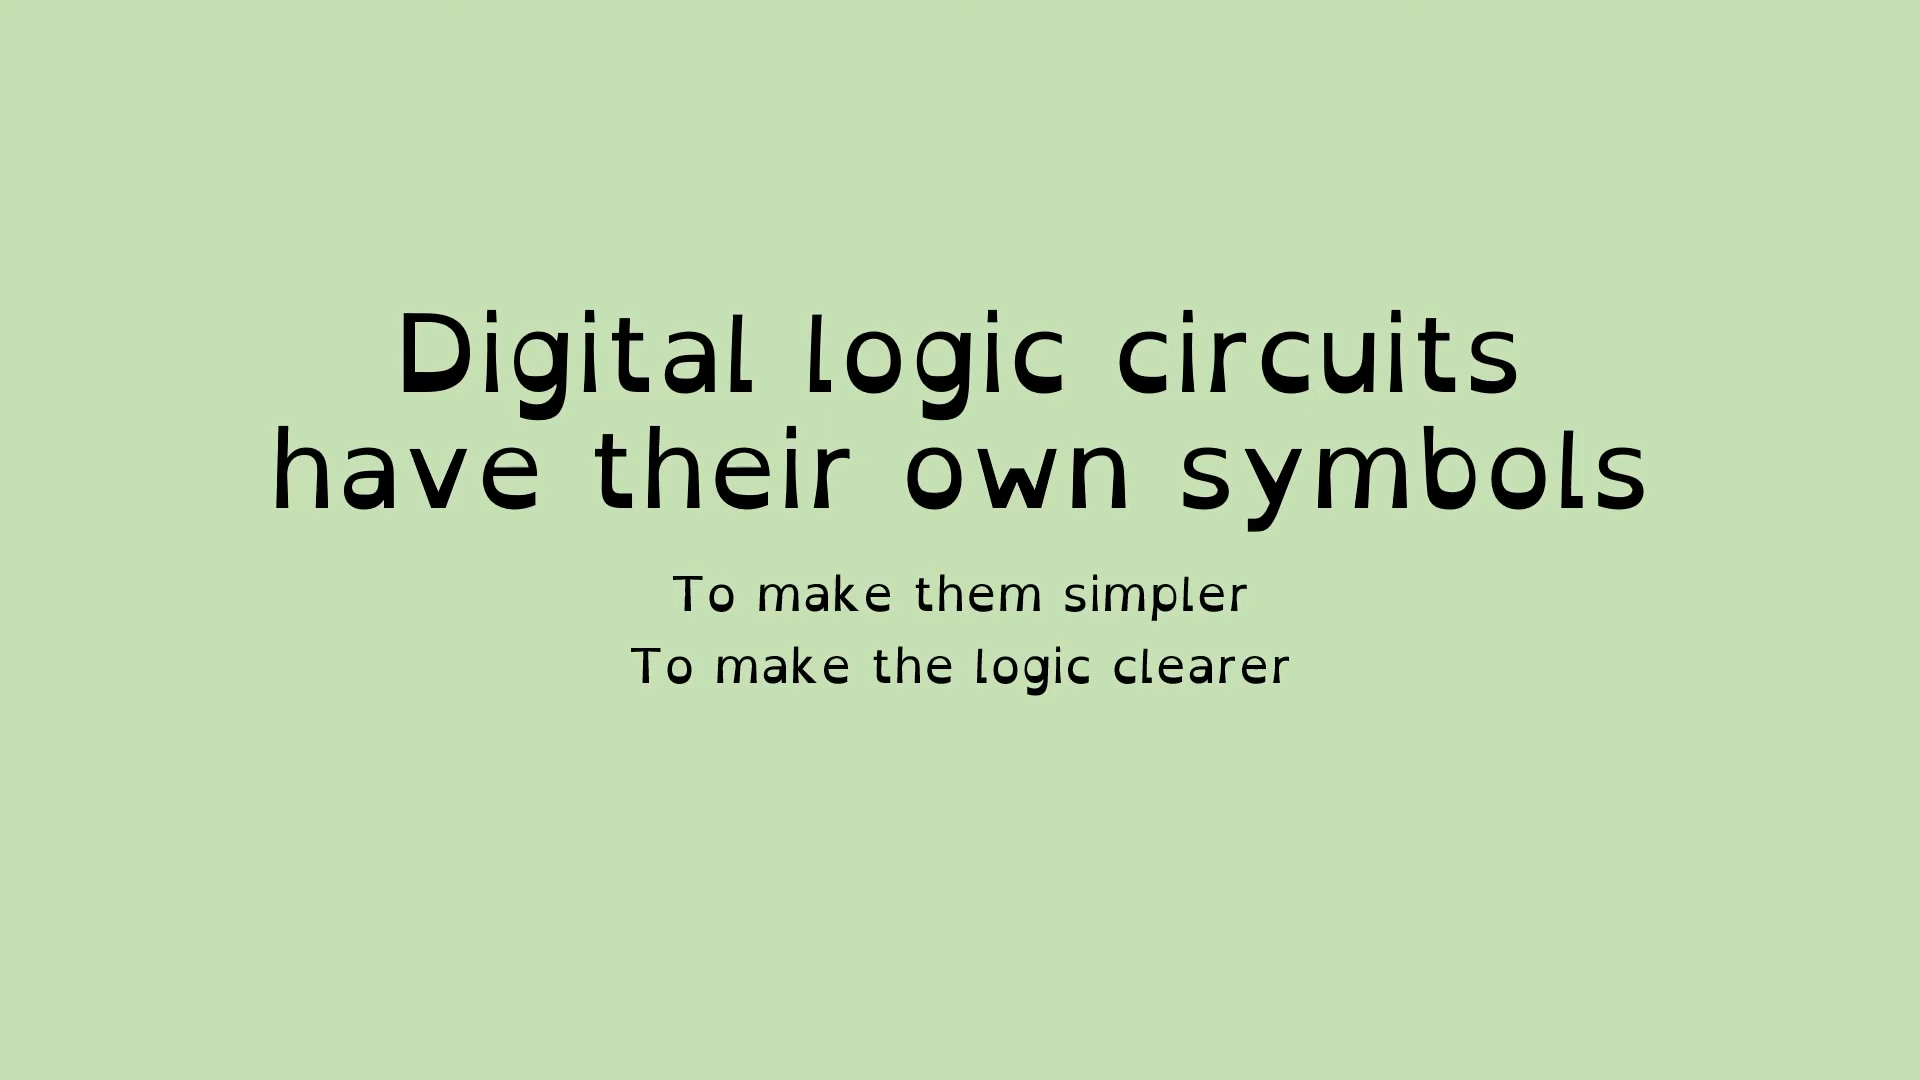 Digital logic circuits
have their own symbols
To make them simpler
To make the logic clearer